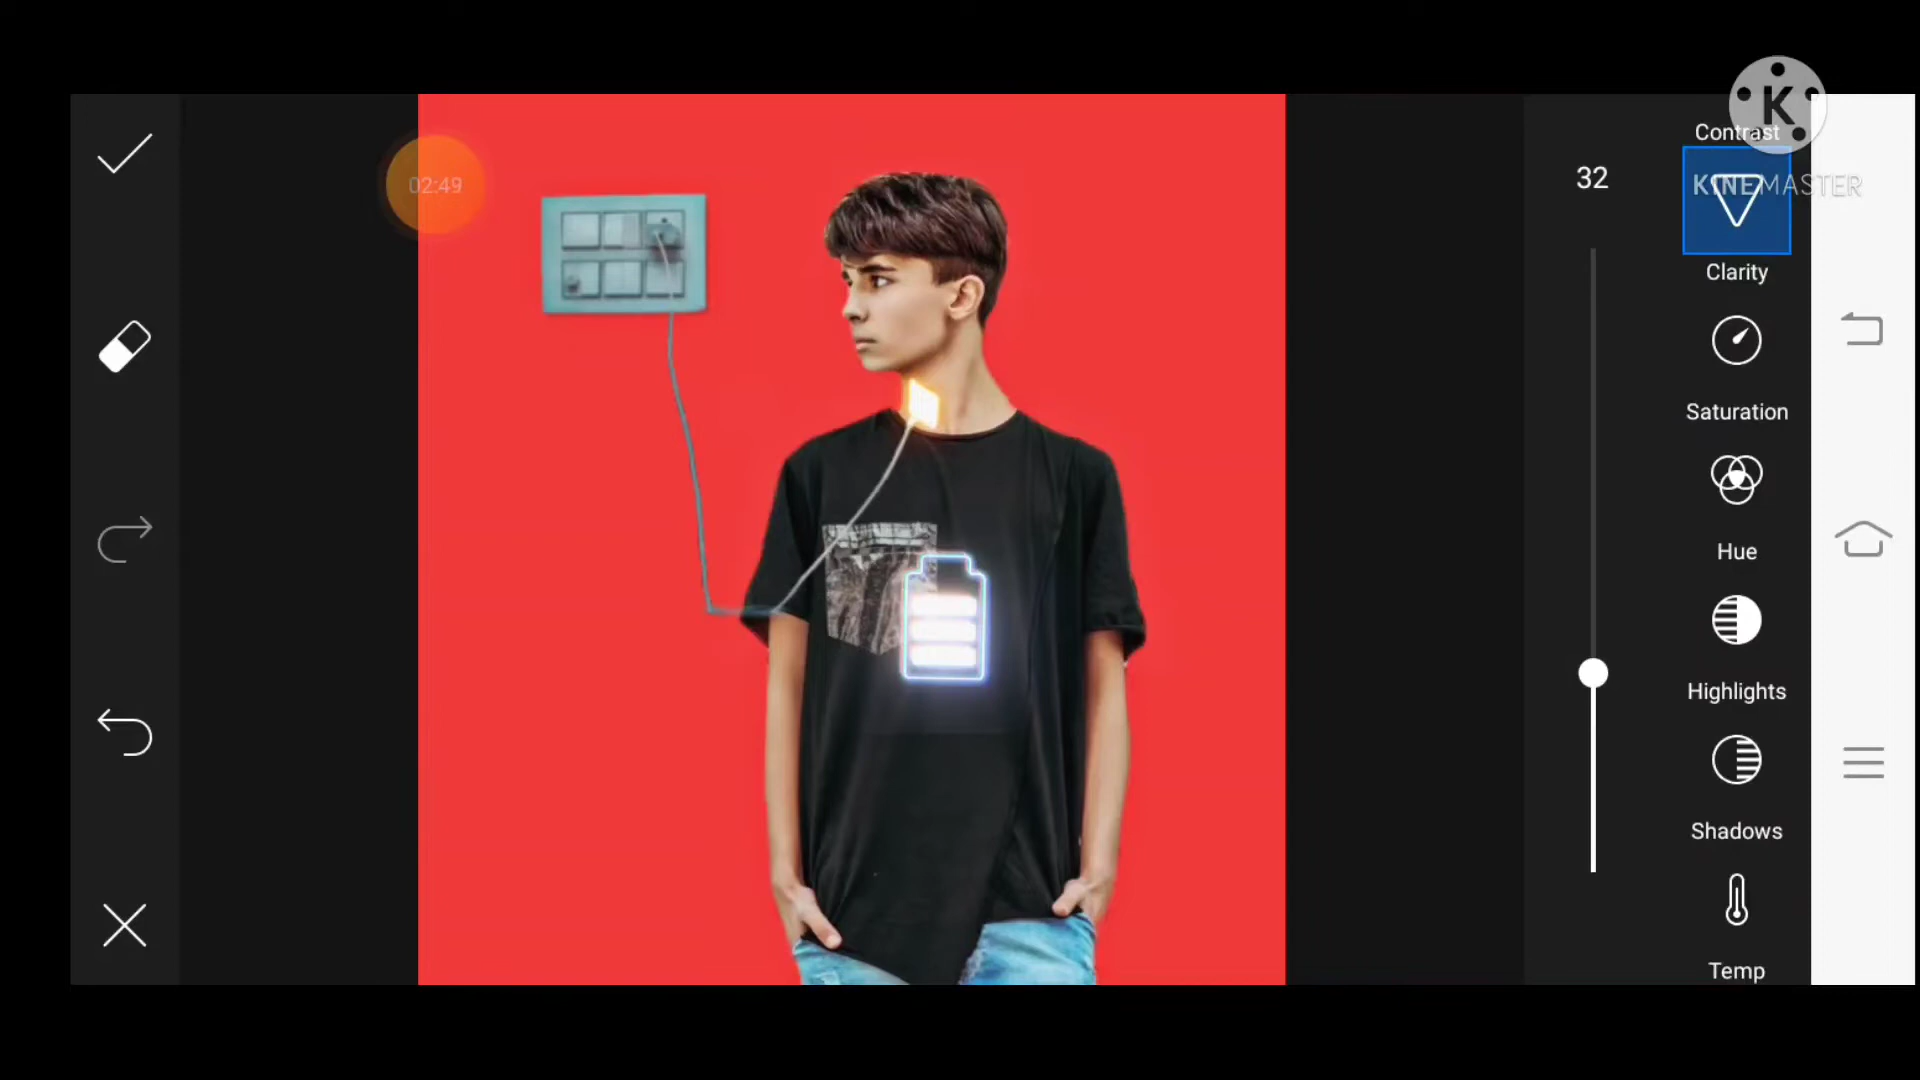 02:49
32
Contrast
K
KINEMASTER
Clarity
Saturation
Hue
Highlights
Shadows
Temp